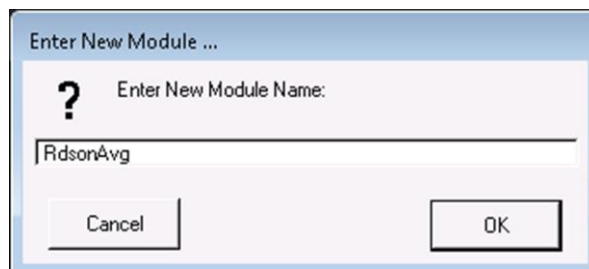 Enter New Module ...
?
Enter New Module Name:
RdsonAvg
Cancel
OK